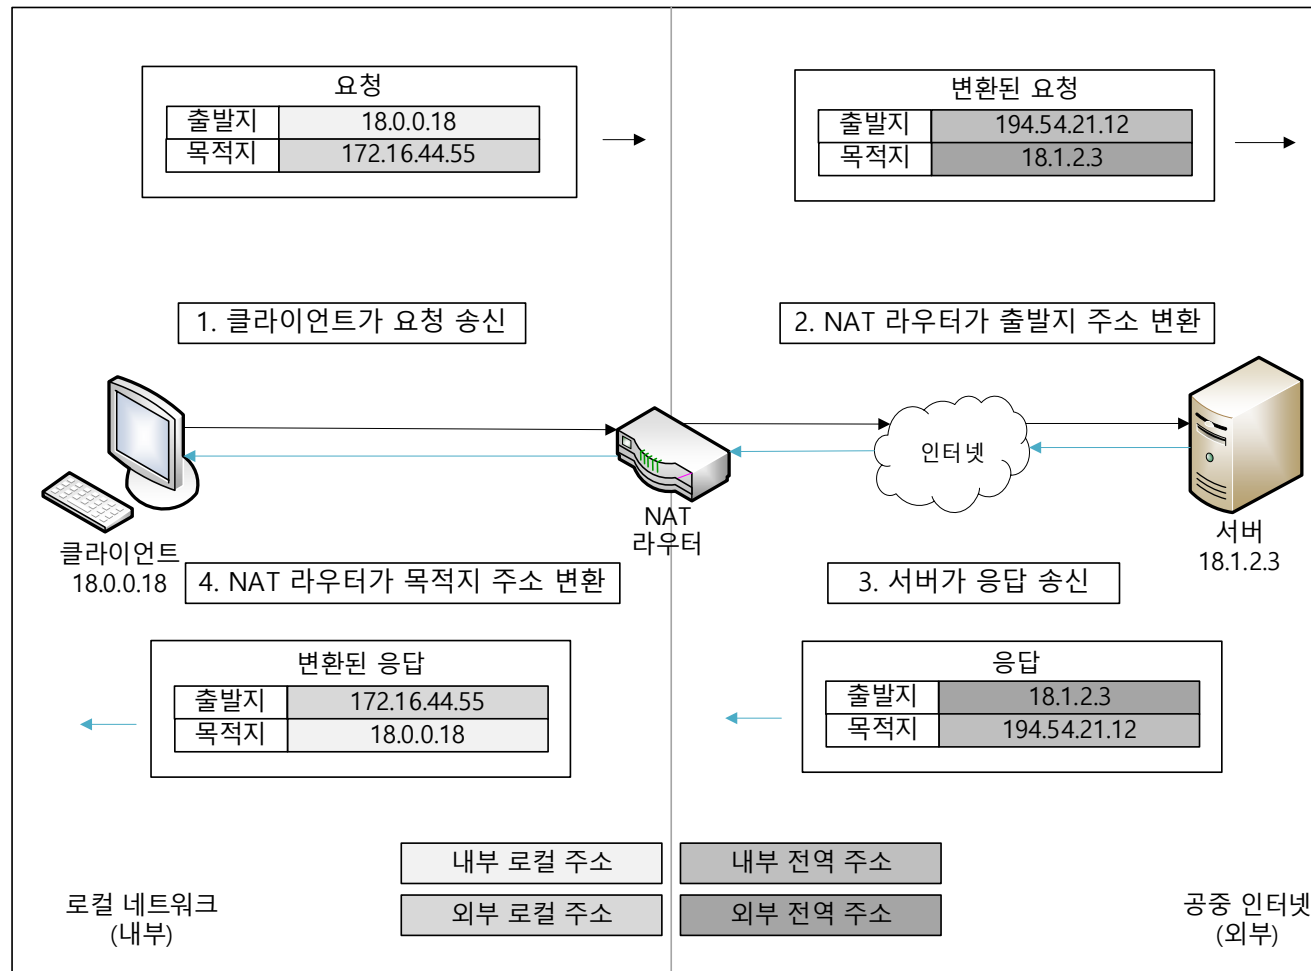 요청
출발지 18.0.0.18
목적지 172.16.44.55
변환된 요청
출발지 194.54.21.12
목적지 18.1.2.3
1. 클라이언트가 요청 송신
2. NAT 라우터가 출발지 주소 변환
인터넷
클라이언트
18.0.0.18
NAT
라우터
서버
18.1.2.3
4. NAT 라우터가 목적지 주소 변환
3. 서버가 응답 송신
변환된 응답
출발지 172.16.44.55
목적지 18.0.0.18
응답
출발지 18.1.2.3
목적지 194.54.21.12
내부 로컬 주소
내부 전역 주소
외부 로컬 주소
외부 전역 주소
로컬 네트워크
(내부)
공중 인터넷
(외부)